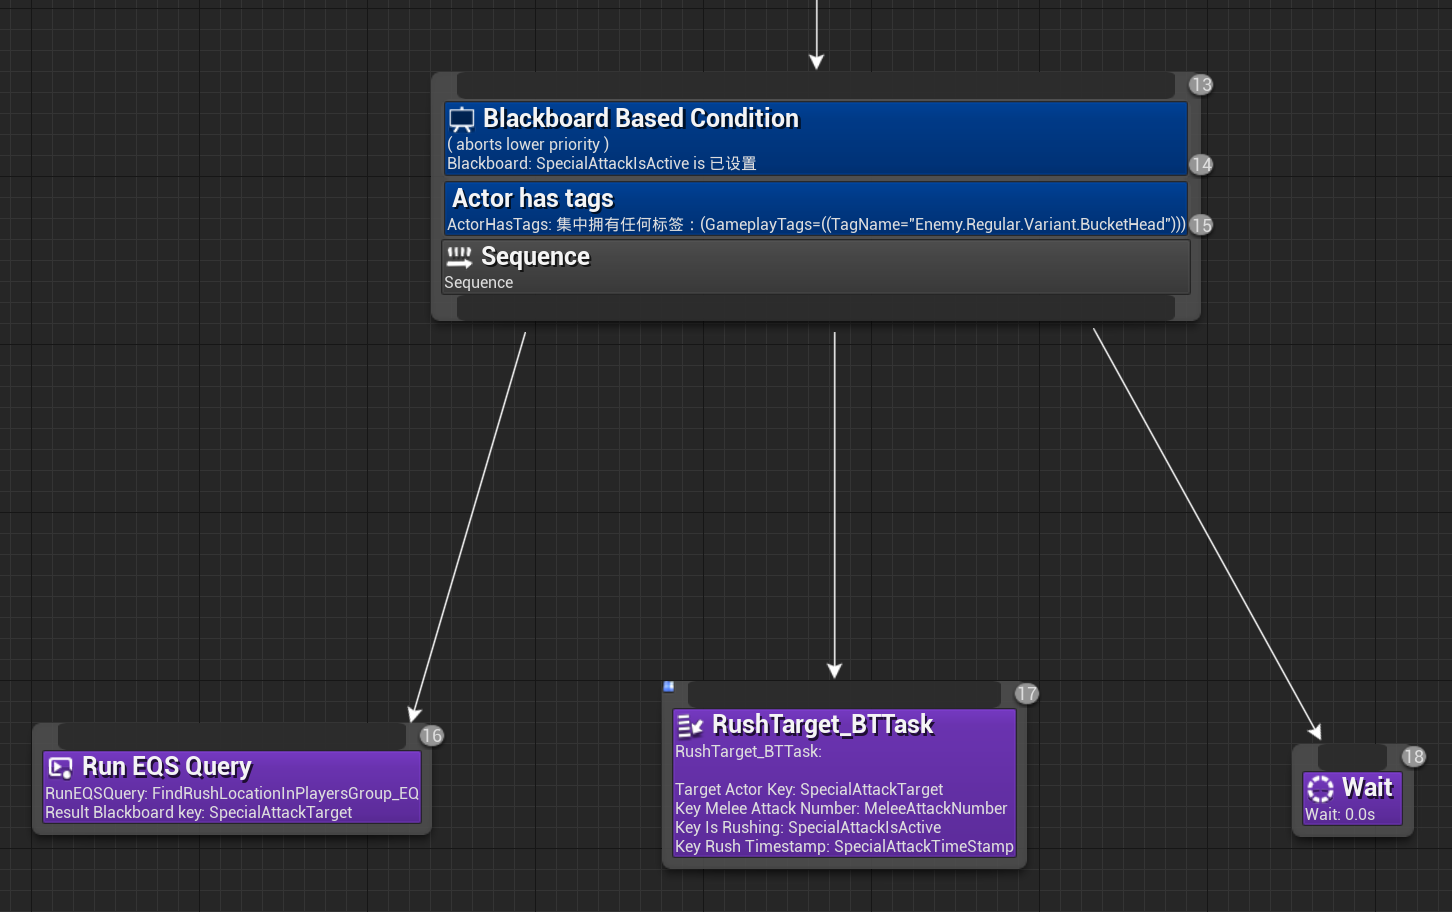 13
Blackboard Based Condition
( aborts lower priority )
Blackboard: SpecialAttackIsActive is 已设置
14
Actor has tags
ActorHasTags: 集中拥有任何标签：(GameplayTags=((TagName="Enemy.Regular.Variant.BucketHead")))
15
Sequence
Sequence
16
Run EQS Query
RunEQSQuery: FindRushLocationInPlayersGroup_EQ
Result Blackboard key: SpecialAttackTarget
17
RushTarget_BTTask
RushTarget_BTTask:
Target Actor Key: SpecialAttackTarget
Key Melee Attack Number: MeleeAttackNumber
Key Is Rushing: SpecialAttackIsActive
Key Rush Timestamp: SpecialAttackTimeStamp
18
Wait
Wait: 0.0s